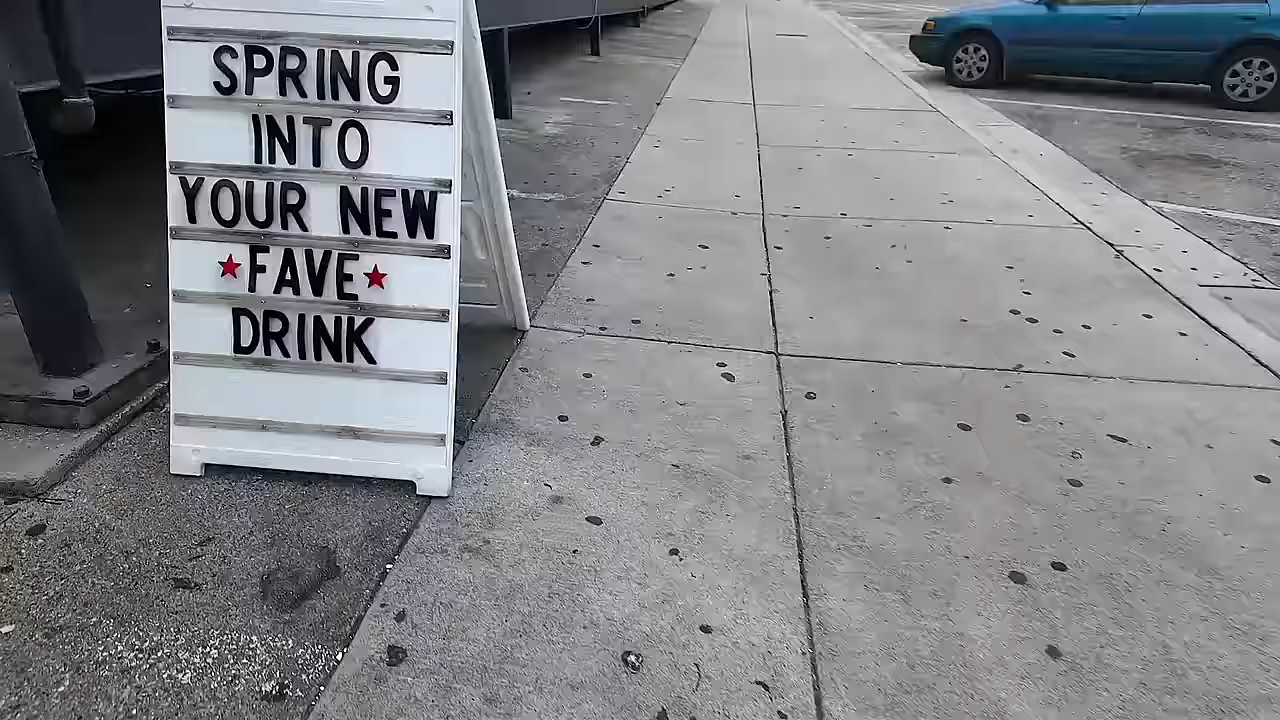 SPRING
INTO
YOUR NEW
★FAVE★
DRINK